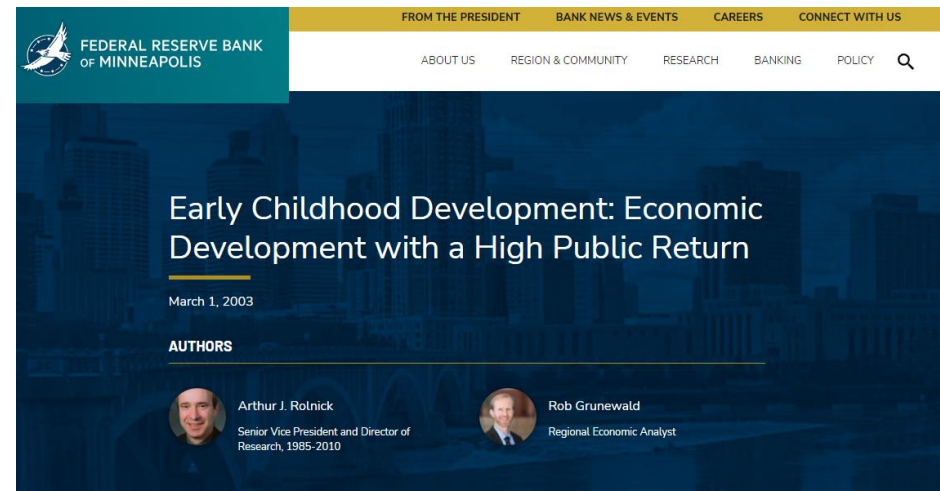 FROM THE PRESIDENT BANK NEWS & EVENTS CAREERS CONNECT WITH US
FEDERAL RESERVE BANK
OF MINNEAPOLIS
ABOUT US REGION & COMMUNITY RESEARCH BANKING POLICY
Early Childhood Development: Economic
Development with a High Public Return
March 1, 2003
AUTHORS
Arthur J. Rolnick
Senior Vice President and Director of
Research, 1985-2010
Rob Grunewald
Regional Economic Analyst